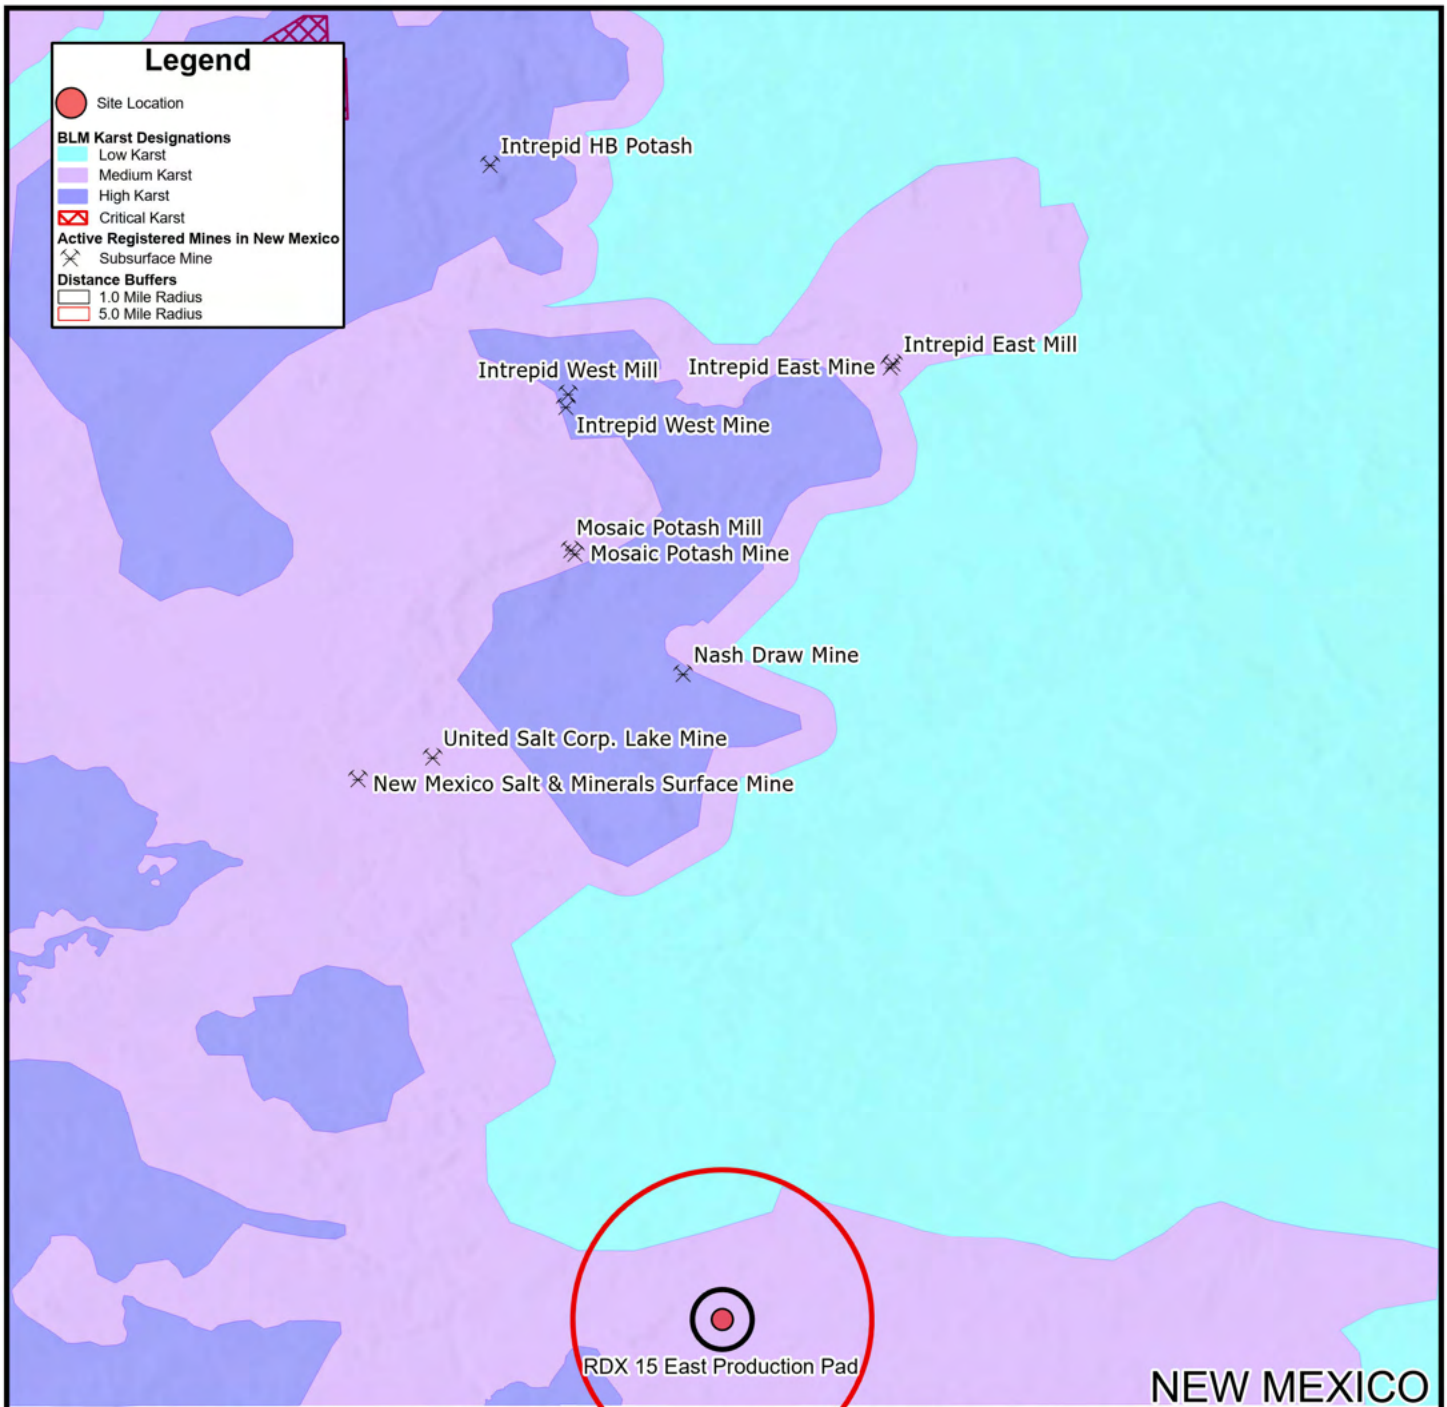 Legend
Site Location
BLM Karst Designations
Low Karst
Medium Karst
High Karst
Critical Karst
Active Registered Mines in New Mexico
Subsurface Mine
Distance Buffers
1.0 Mile Radius
5.0 Mile Radius
Intrepid HB Potash
Intrepid East Mill
Intrepid East Mine
Intrepid West Mill
Intrepid West Mine
Mosaic Potash Mill
Mosaic Potash Mine
Nash Draw Mine
United Salt Corp. Lake Mine
New Mexico Salt & Minerals Surface Mine
RDX 15 East Production Pad
NEW MEXICO